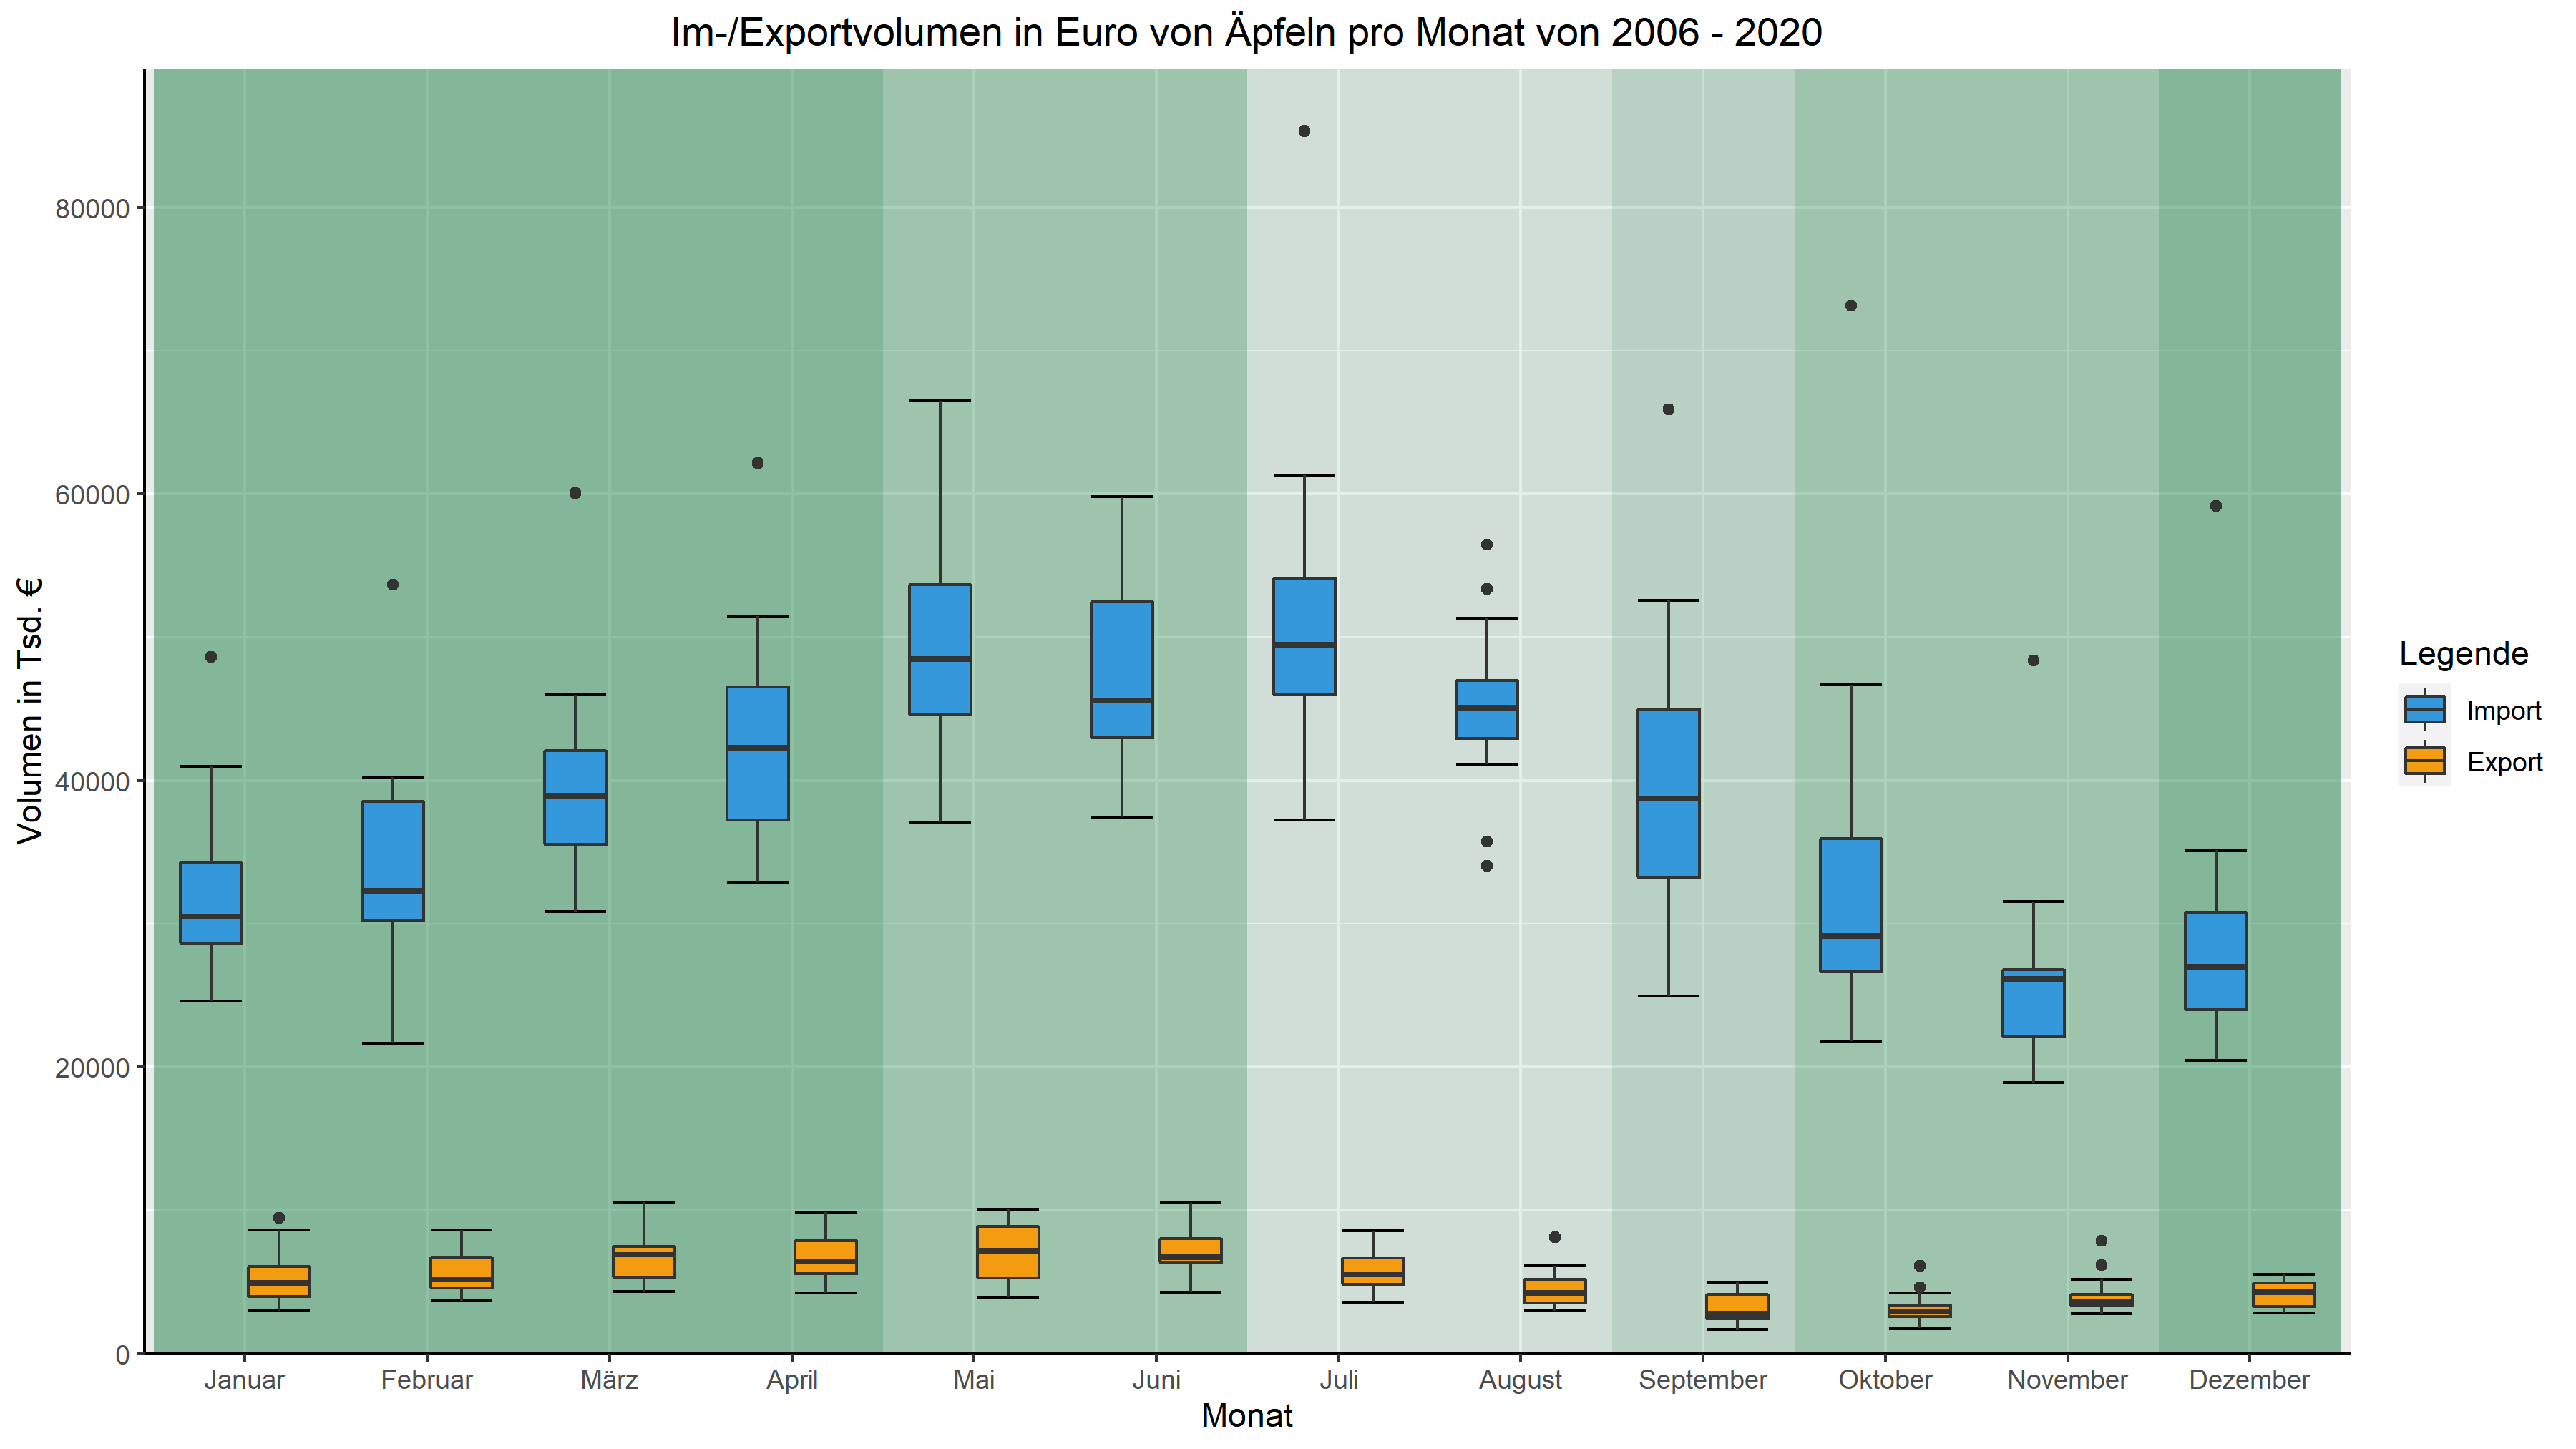 Im-/Exportvolumen in Euro von Äpfeln pro Monat von 2006 - 2020
Volumen in Tsd. €
80000
60000
40000
20000
0
Januar Februar März April Mai Juni Juli August September Oktober November Dezember
Monat
Legende
Import
Export